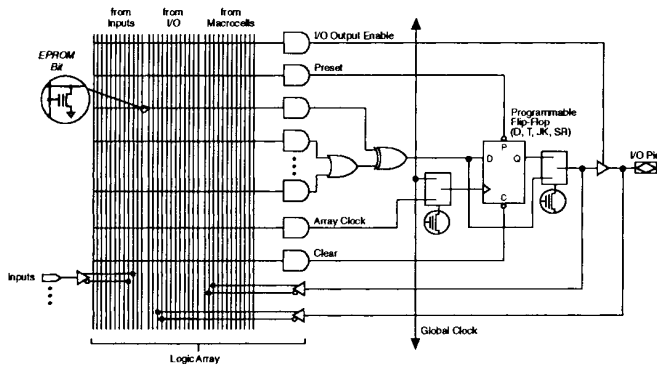 from
Inputs
from
I/O
from
Macrocells
EPROM
Bit
I/O Output Enable
Preset
Programmable
Flip-Flop
(D, T, JK, SR)
P
D
Q
C
I/O Pin
Array Clock
Clear
Inputs
Global Clock
Logic Array